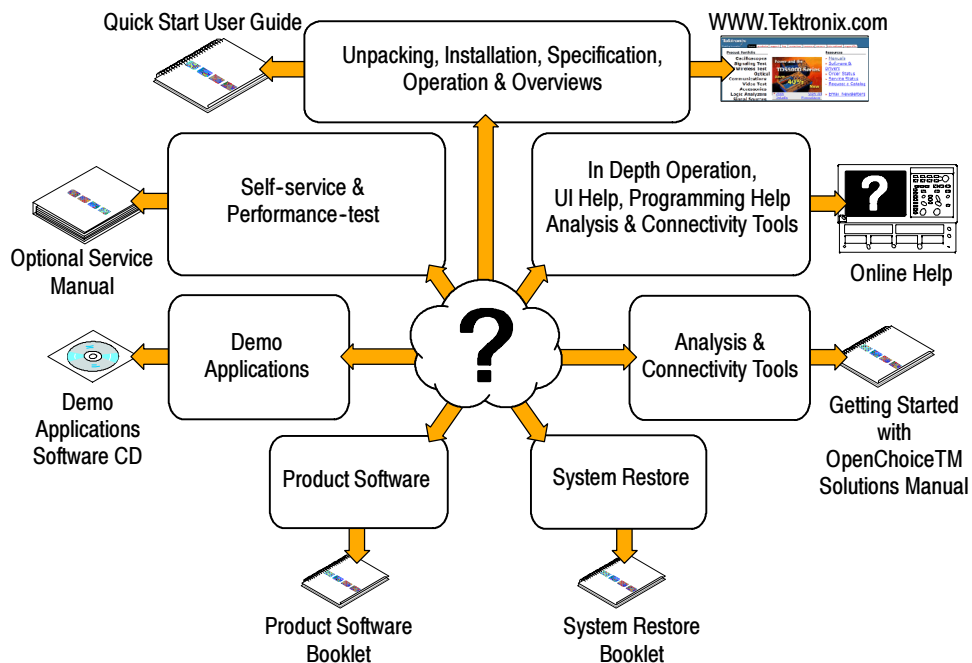 Quick Start User Guide
WWW.Tektronix.com
Unpacking, Installation, Specification,
Operation & Overviews
Self-service &
Performance-test
In Depth Operation,
UI Help, Programming Help
Analysis & Connectivity Tools
Optional Service
Manual
Online Help
?
?
Demo
Applications
Analysis &
Connectivity Tools
Demo
Applications
Software CD
Getting Started
with
OpenChoiceTM
Solutions Manual
Product Software
System Restore
Product Software
Booklet
System Restore
Booklet